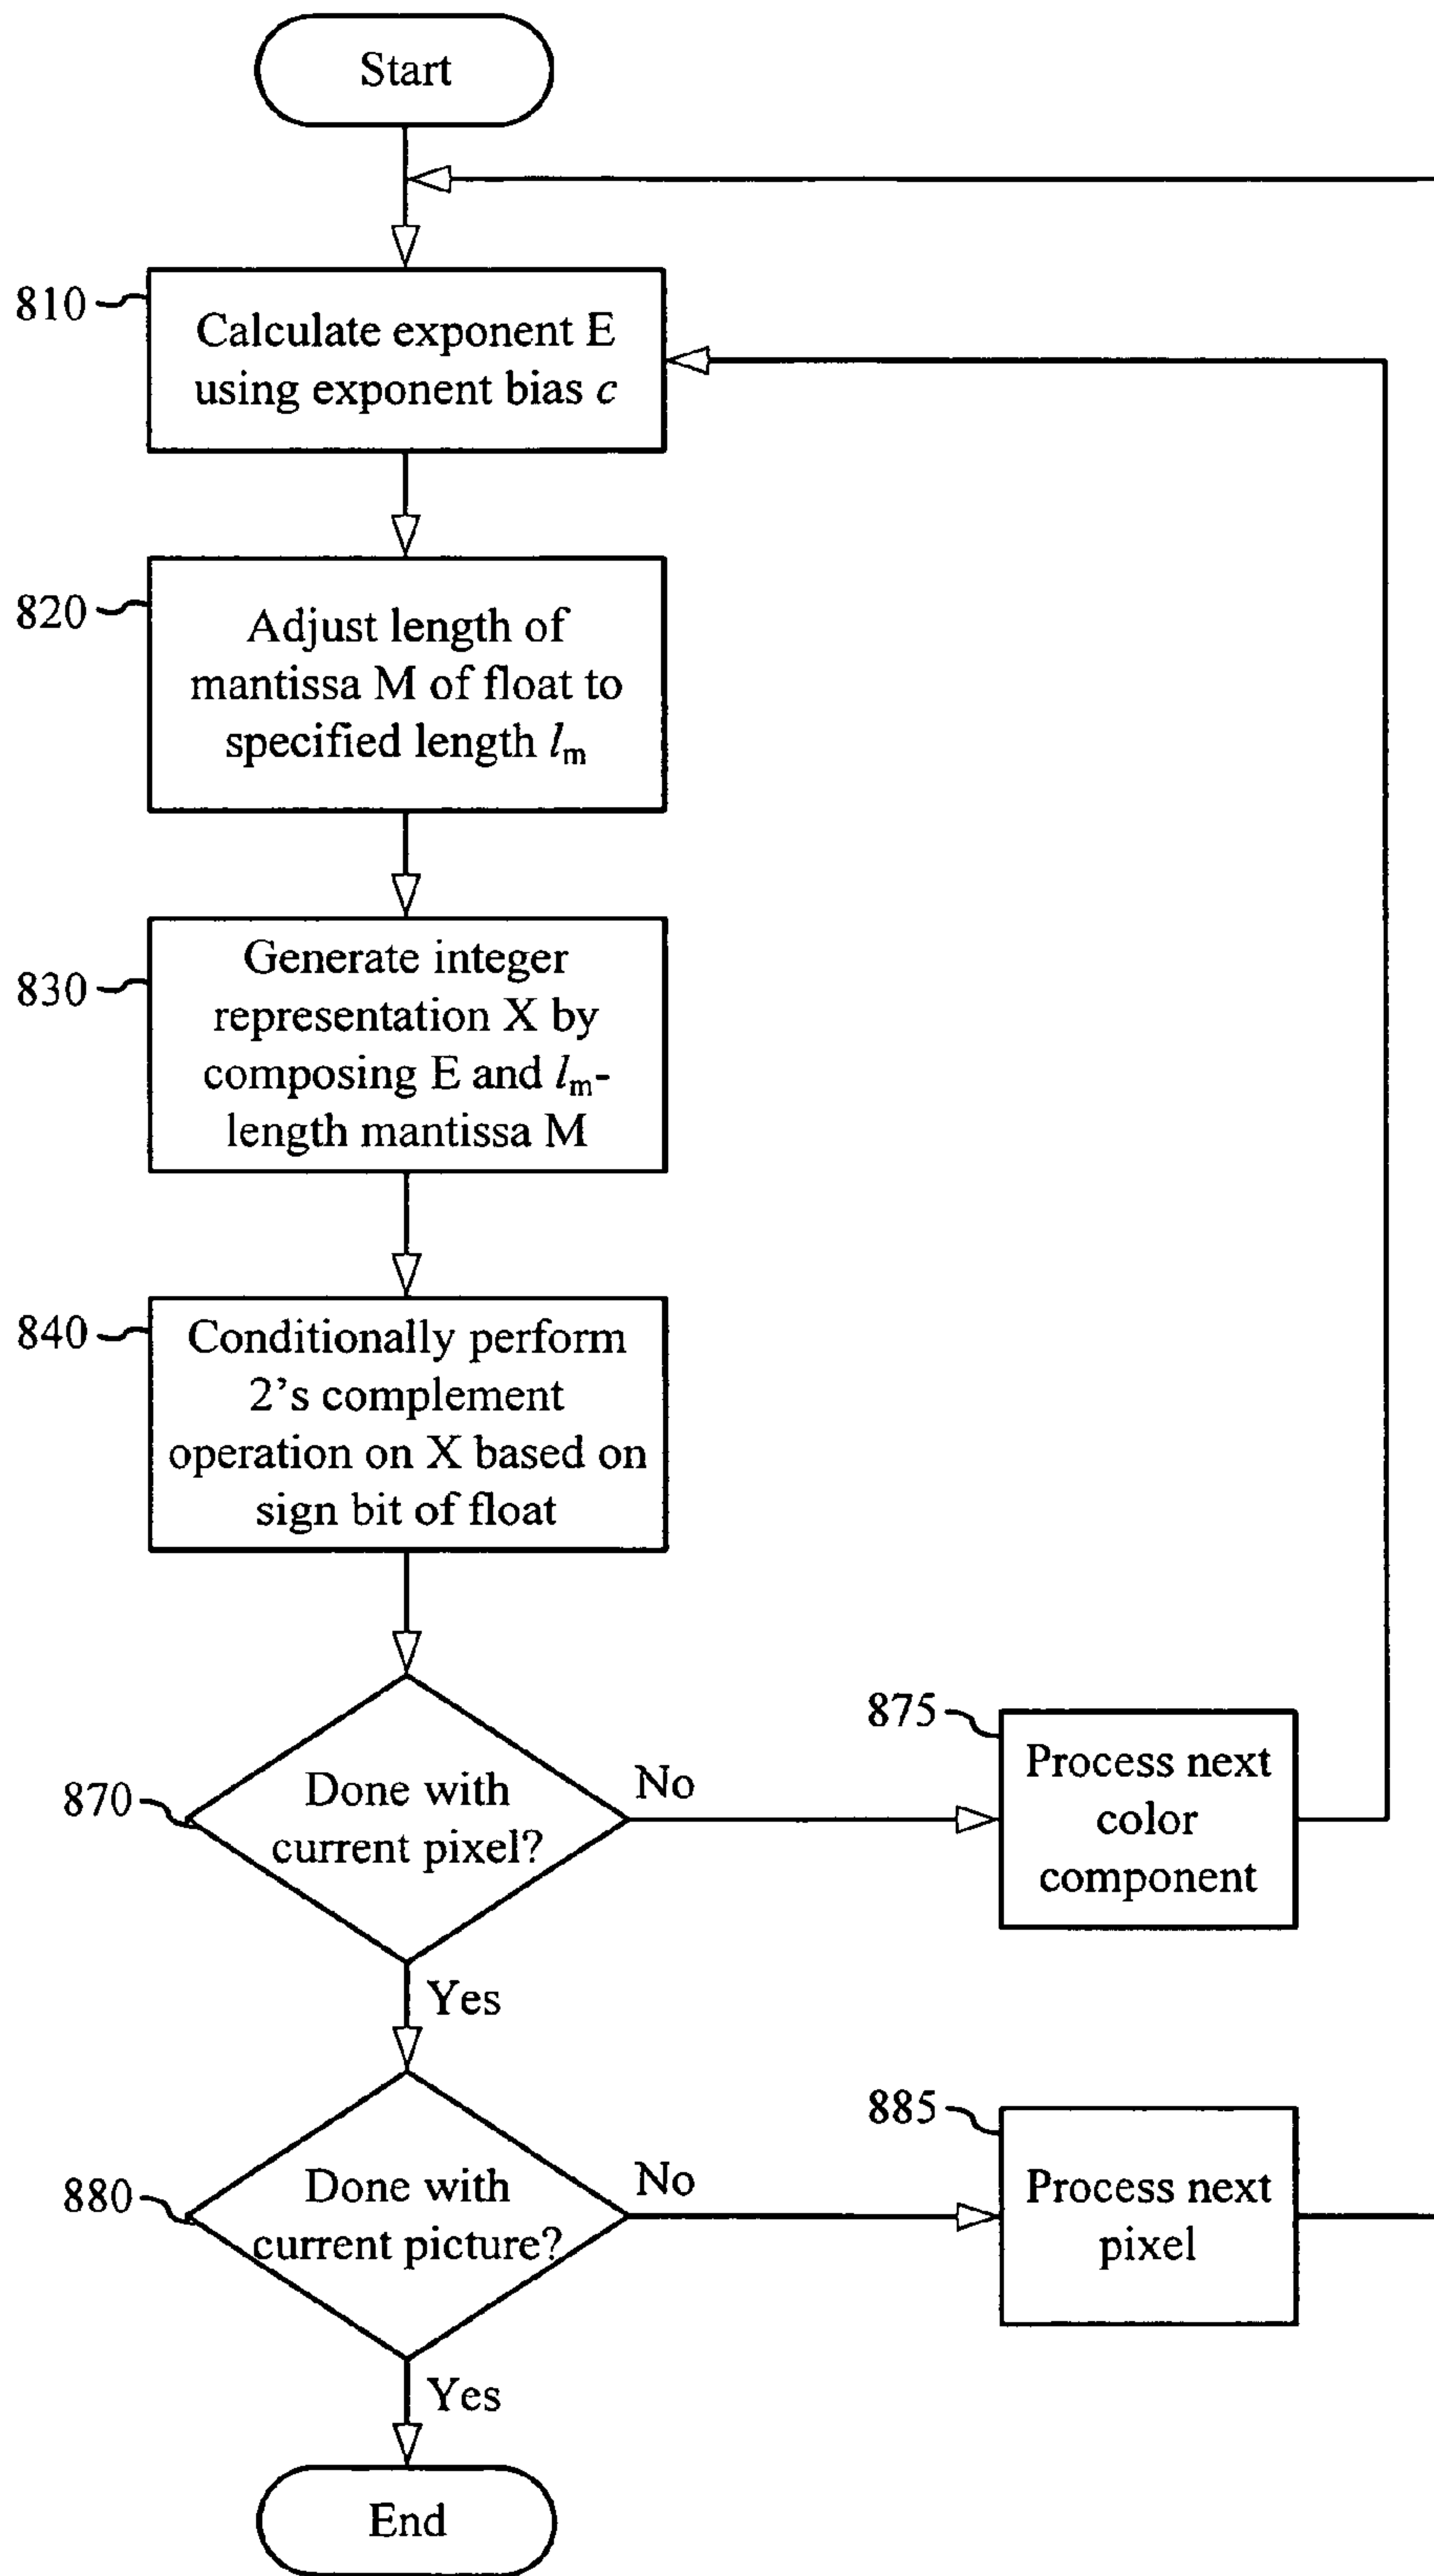 Start
810
Calculate exponent E
using exponent bias c
820
Adjust length of
mantissa M of float to
specified length lm
830
Generate integer
representation X by
composing E and lm-
length mantissa M
840
Conditionally perform
2's complement
operation on X based on
sign bit of float
870
Done with
current pixel?
No
875
Process next
color
component
Yes
880
Done with
current picture?
No
885
Process next
pixel
Yes
End